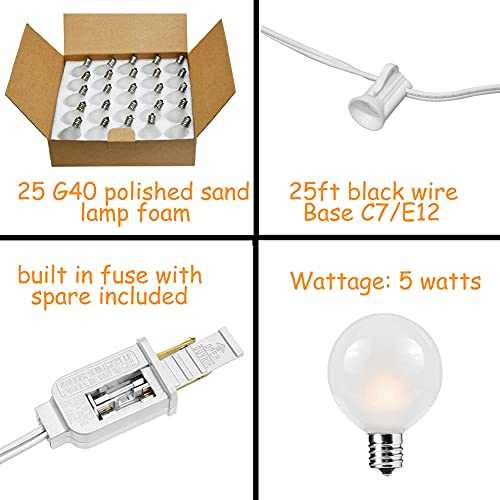 25 G40 polished sand
lamp foam
25ft black wire
Base C7/E12
built in fuse with
spare included
Wattage: 5 watts